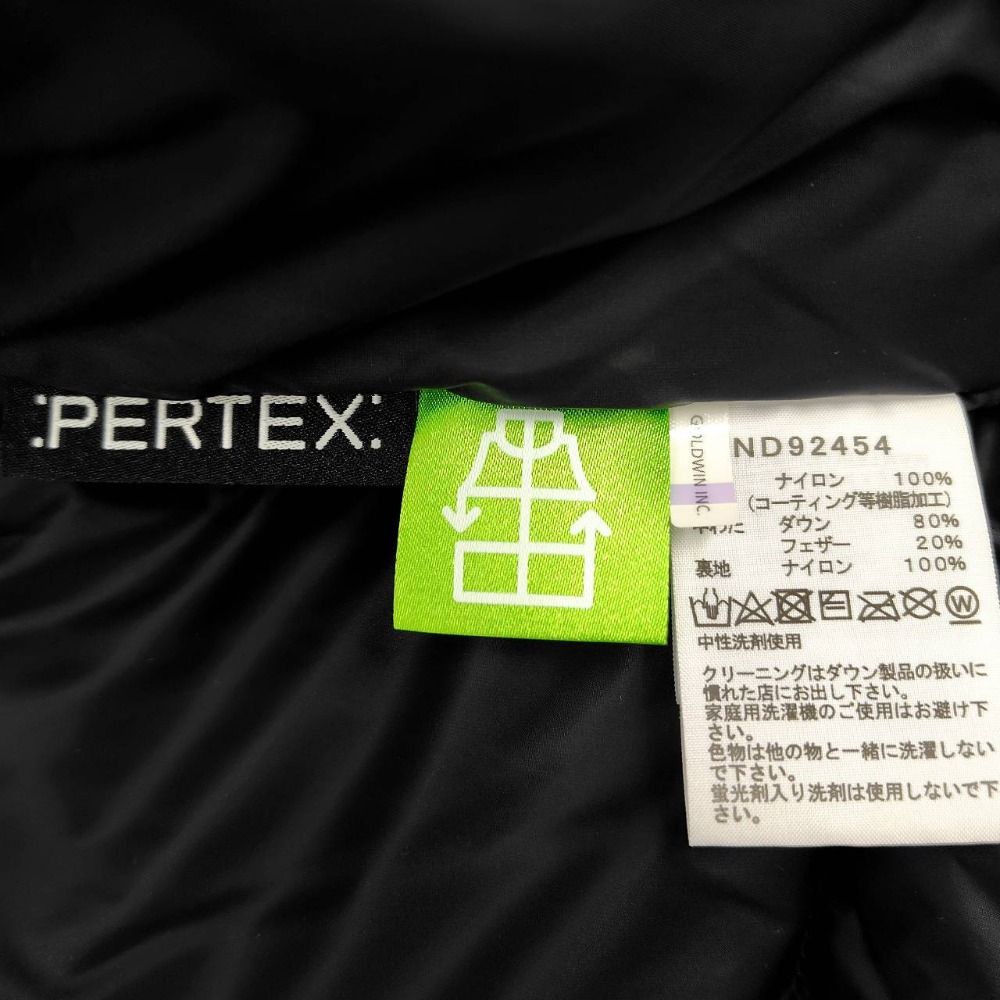 :PERTEX:
GOLDWIN INC.
ND92454
ナイロン 100%
(コーティング等樹脂加工)
中わた ダウン 80%
フェザー 20%
裏地 ナイロン 100%
W
中性洗剤使用
クリーニングはダウン製品の扱いに
慣れた店にお出し下さい。
家庭用洗濯機のご使用はお避け下
さい。
色物は他の物と一緒に洗濯しない
で下さい。
蛍光剤入り洗剤は使用しないで下
さい。